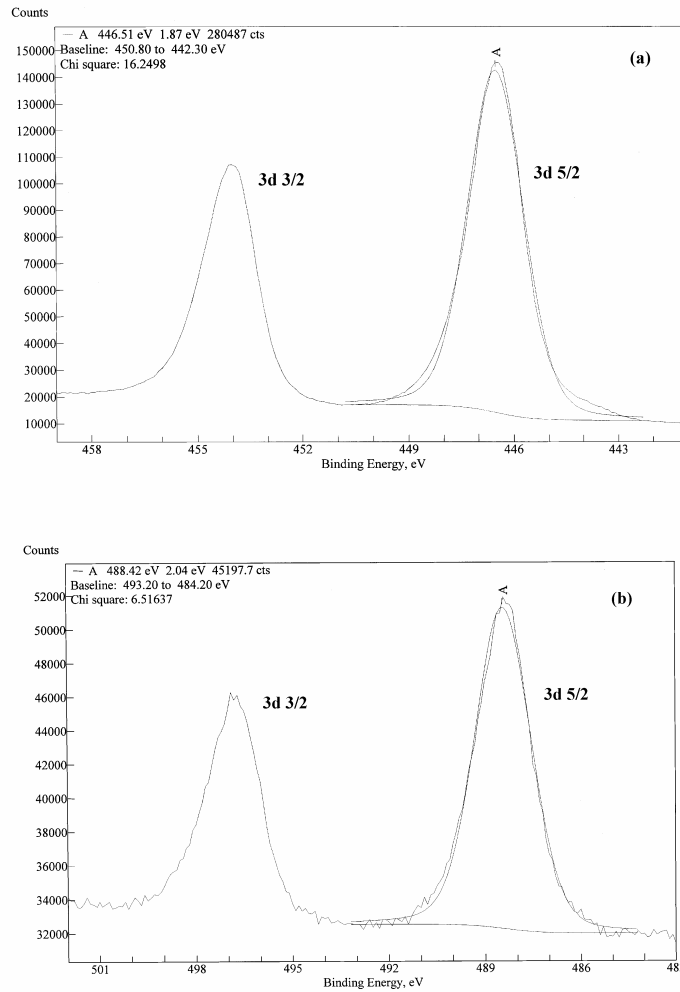 Counts
— A 446.51 eV 1.87 eV 280487 cts
Baseline: 450.80 to 442.30 eV
Chi square: 16.2498
A
(a)
150000
140000
130000
120000
110000
100000
90000
80000
70000
60000
50000
40000
30000
20000
10000
3d 3/2
3d 5/2
458 454 452 449 446 443
Binding Energy, eV
Counts
— A 488.42 eV 2.04 eV 45197.7 cts
Baseline: 493.20 to 484.20 eV
Chi square: 6.51637
A
(b)
52000
50000
48000
46000
44000
42000
40000
38000
36000
34000
32000
3d 3/2
3d 5/2
501 498 495 492 489 486 48
Binding Energy, eV